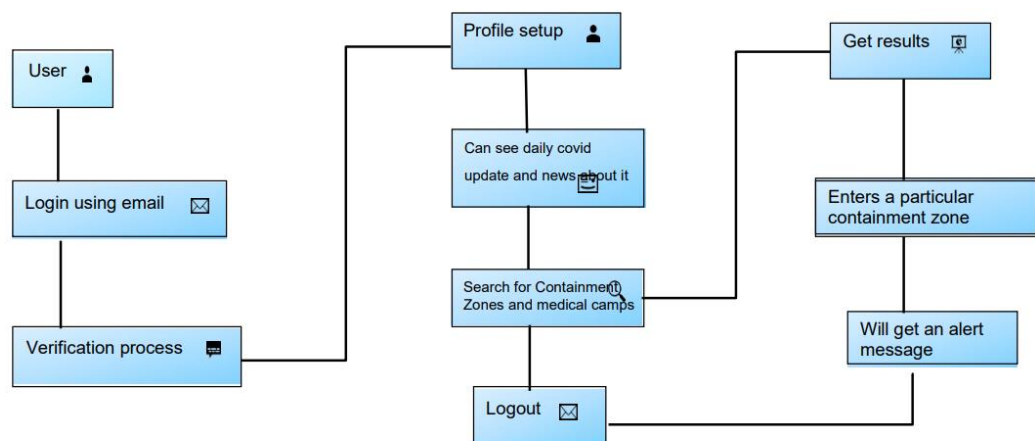 User
Login using email
Verification process
Profile setup
Can see daily covid
update and news about it
Search for Containment
Zones and medical camps
Logout
Get results
Enters a particular
containment zone
Will get an alert
message